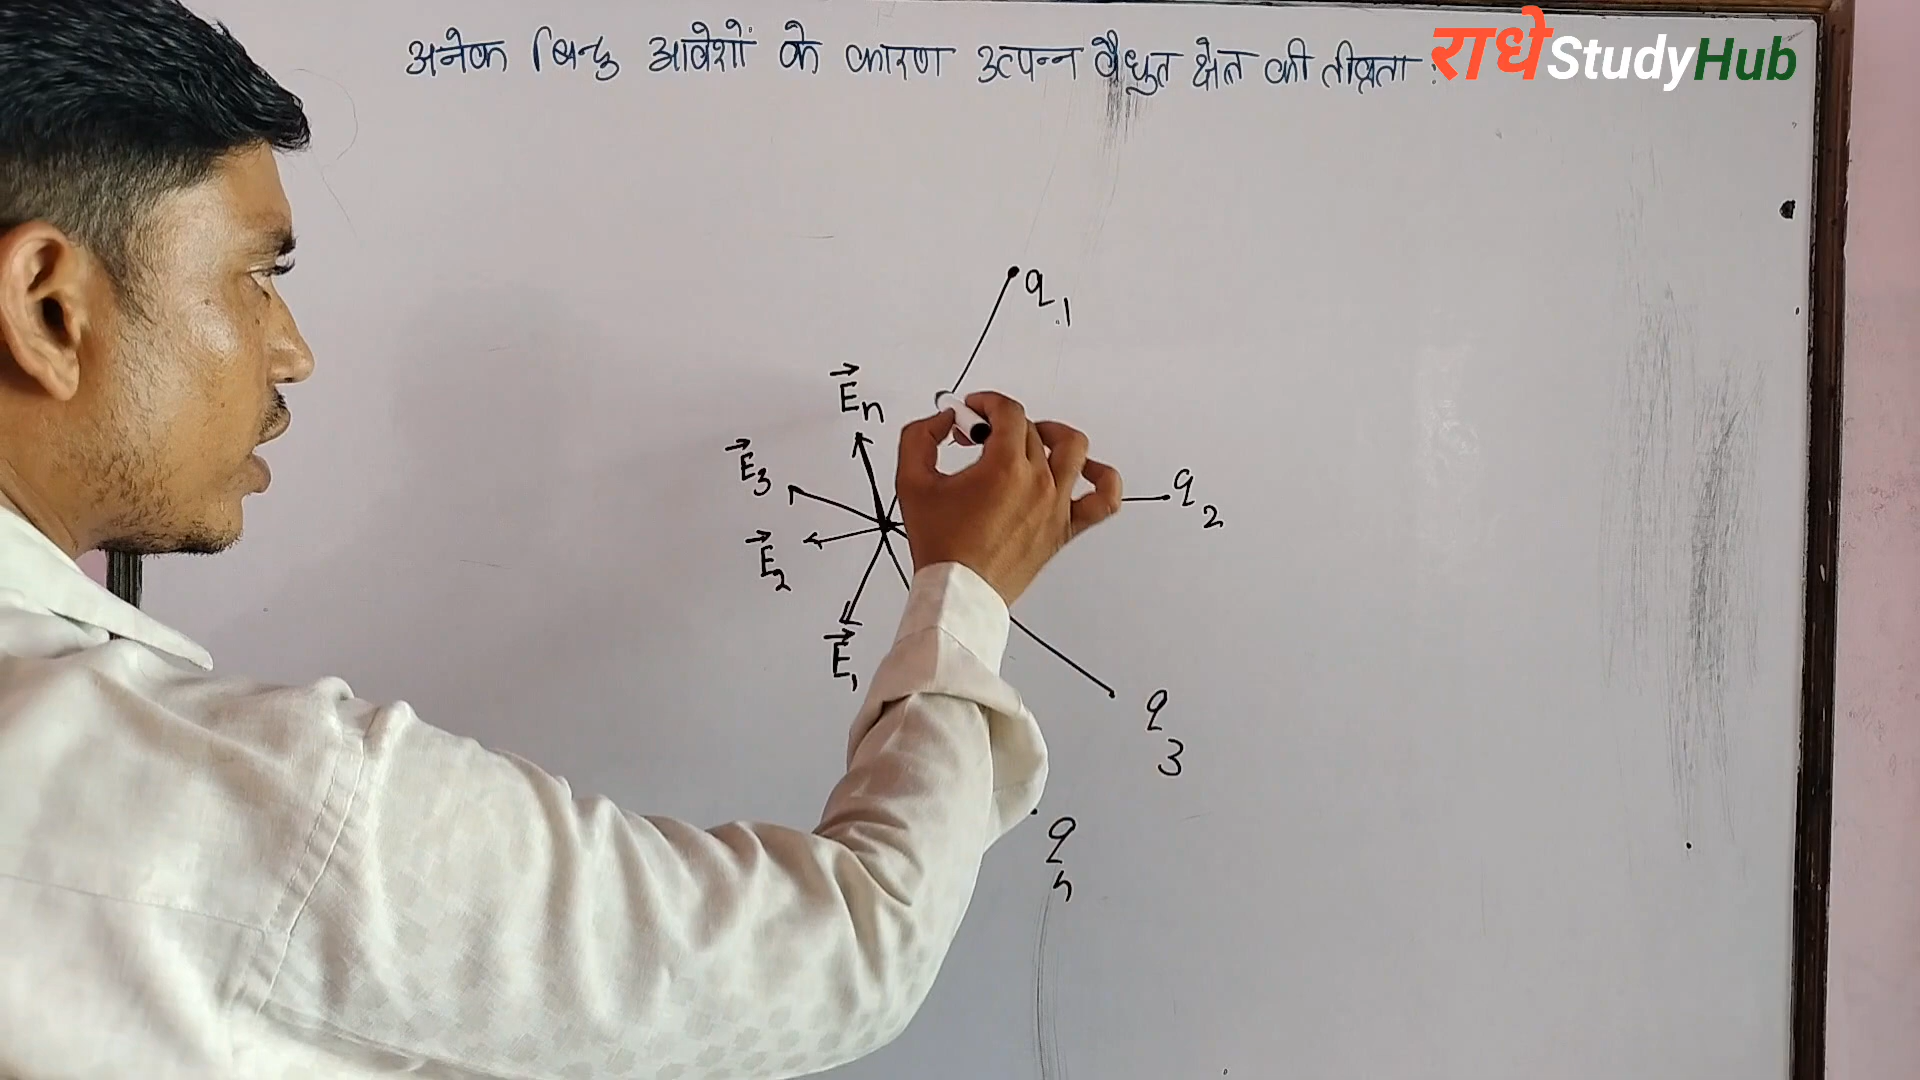 अनेक बिन्दु आवेशों के कारण उत्पन्न वैधुत क्षेत्र की तीव्रता :
राधे StudyHub
q1
En
E3
q2
E2
E1
q3
qn